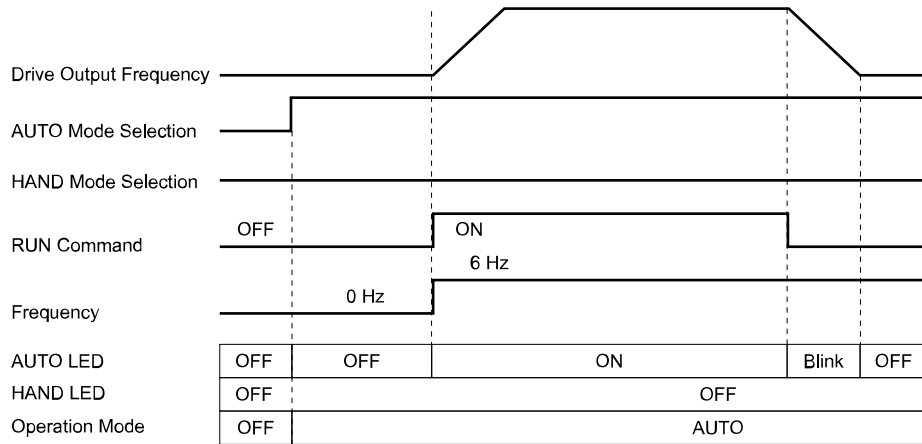 Drive Output Frequency
AUTO Mode Selection
HAND Mode Selection
OFF ON
RUN Command
6 Hz
0 Hz
Frequency
AUTO LED OFF OFF ON Blink OFF
HAND LED OFF OFF
Operation Mode OFF AUTO